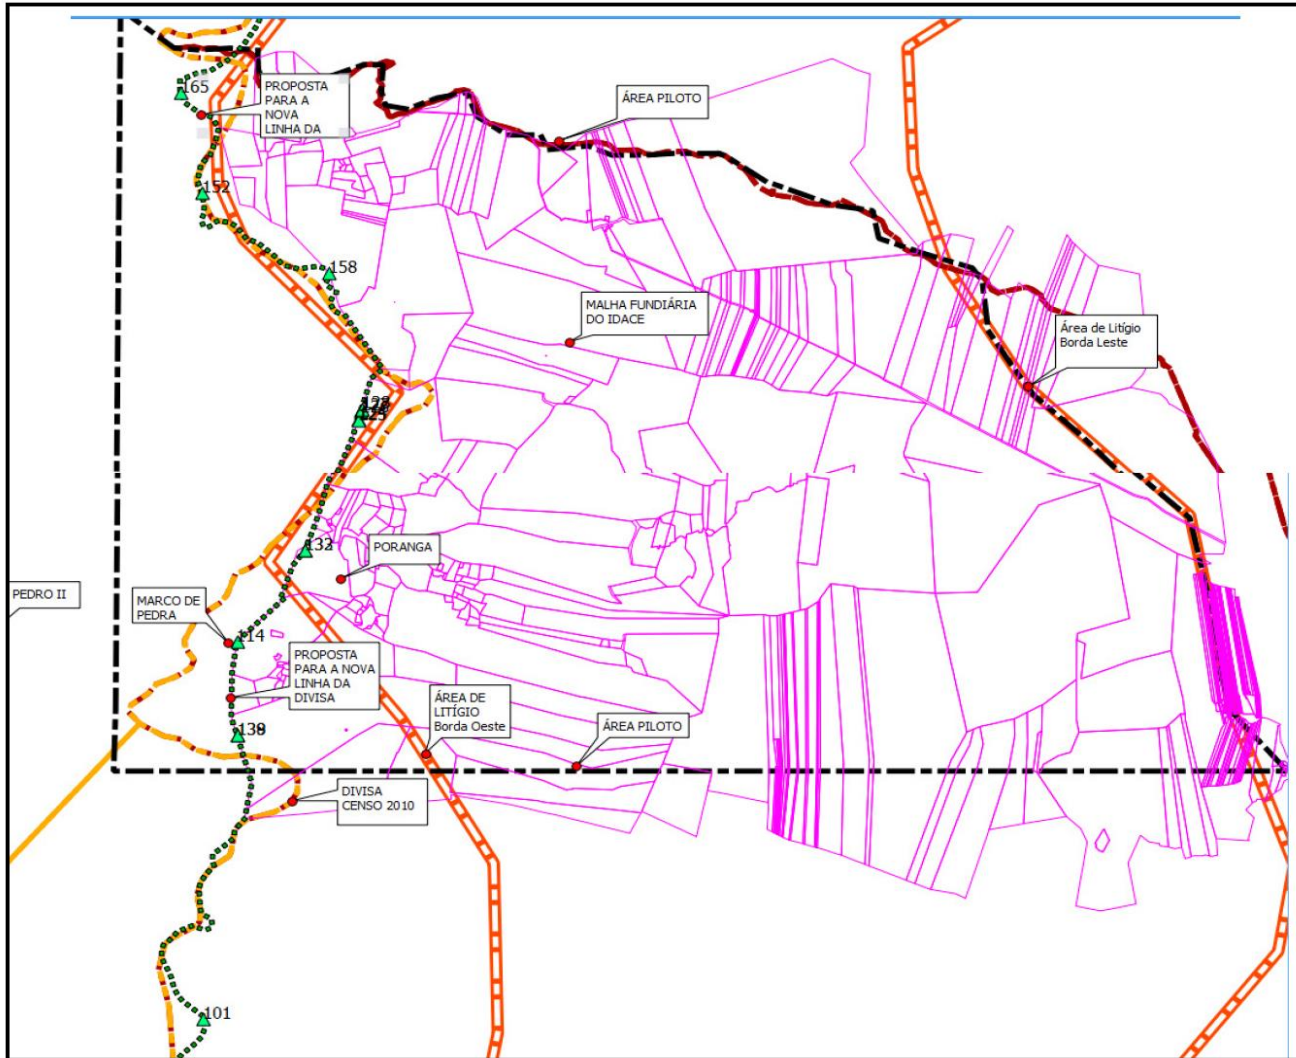 165
PROPOSTA
PARA A
NOVA
LINHA DA
ÁREA PILOTO
152
158
MALHA FUNDIÁRIA
DO IDACE
Área de Litígio
Borda Leste
133
PORANGA
PEDRO II
MARCO DE
PEDRA
114
PROPOSTA
PARA A NOVA
LINHA DA
DIVISA
ÁREA DE
LITÍGIO
Borda Oeste
ÁREA PILOTO
DIVISA
CENSO 2010
101